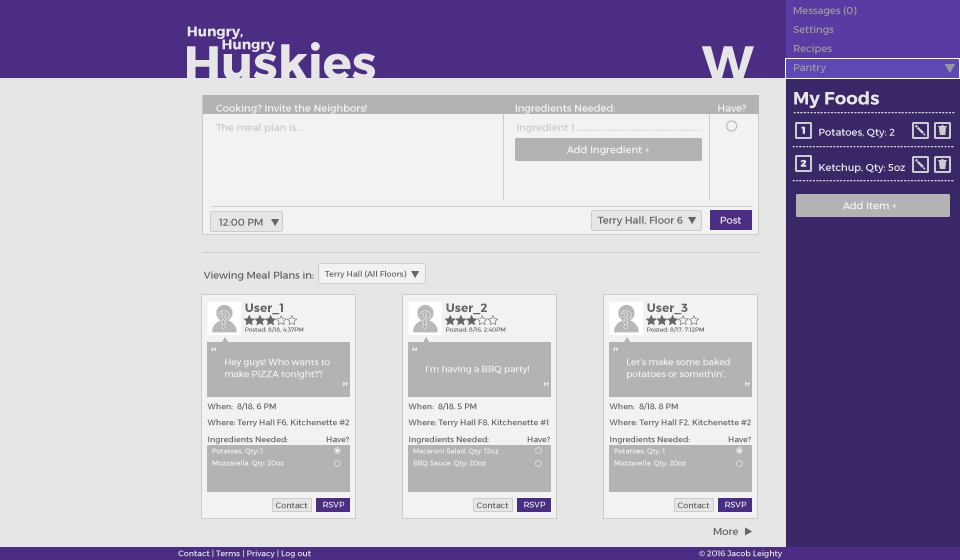 Hungry,
Hungry
Huskies
W
Messages (0)
Settings
Recipes
Pantry
My Foods
1 Potatoes, Qty: 2
2 Ketchup, Qty: 5oz
Add Item +
Cooking? Invite the Neighbors! Ingredients Needed: Have?
The meal plan is... Ingredient 1
Add Ingredient +
12:00 PM Terry Hall, Floor 6 Post
Viewing Meal Plans in: Terry Hall (All Floors)
User_1
Posted: 8/18, 4:37PM
“ Hey guys! Who wants to
make PIZZA tonight?? ”
When: 8/18, 6 PM
Where: Terry Hall F6, Kitchenette #2
Ingredients Needed: Have?
Potatoes, Qty: 1
Mozzarella, Qty: 20oz
Contact RSVP
User_2
Posted: 8/16, 2:40PM
“ I'm having a BBQ party! ”
When: 8/18, 5 PM
Where: Terry Hall F8, Kitchenette #1
Ingredients Needed: Have?
Macaroni Salad, Qty: 12oz
BBQ Sauce, Qty: 20oz
Contact RSVP
User_3
Posted: 8/17, 7:12PM
“ Let's make some baked
potatoes or somethin'. ”
When: 8/18, 8 PM
Where: Terry Hall F2, Kitchenette #2
Ingredients Needed: Have?
Potatoes, Qty: 1
Mozzarella, Qty: 20oz
Contact RSVP
More
Contact | Terms | Privacy | Log out © 2016 Jacob Leighty